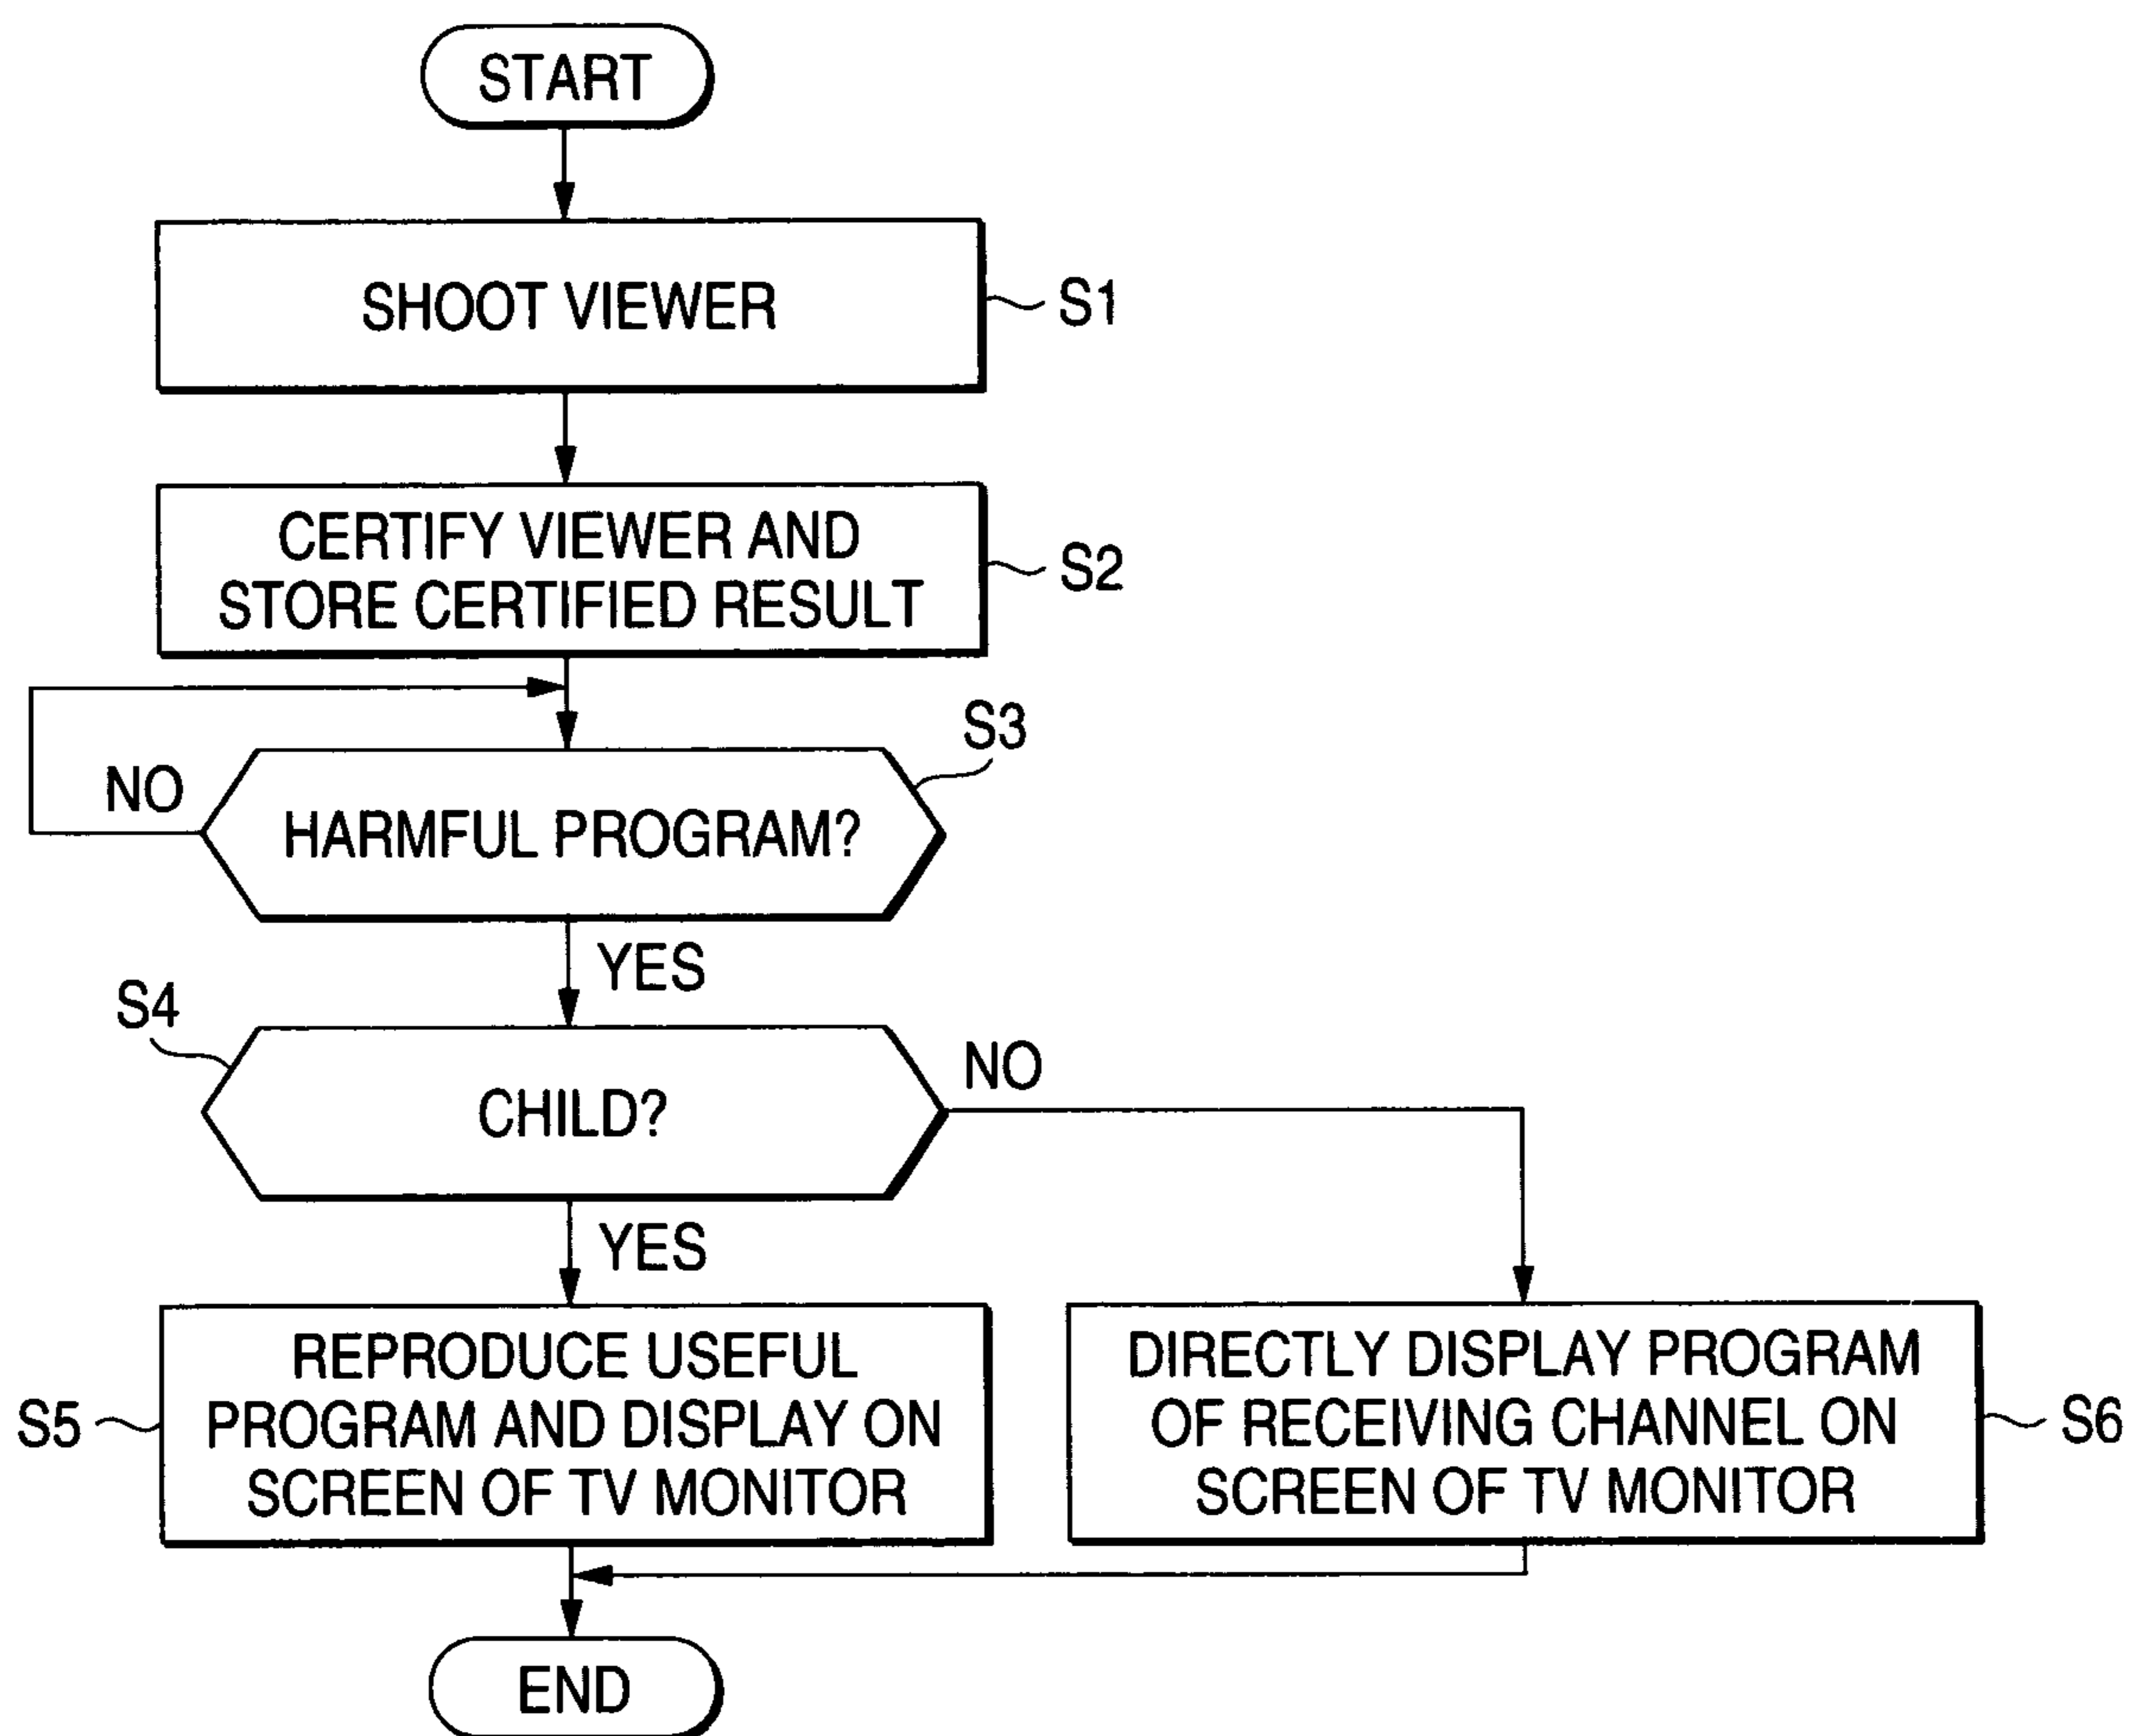 START
SHOOT VIEWER
S1
CERTIFY VIEWER AND
STORE CERTIFIED RESULT
S2
S3
NO
HARMFUL PROGRAM?
YES
S4
NO
CHILD?
YES
REPRODUCE USEFUL
PROGRAM AND DISPLAY ON
SCREEN OF TV MONITOR
S5
DIRECTLY DISPLAY PROGRAM
OF RECEIVING CHANNEL ON
SCREEN OF TV MONITOR
S6
END